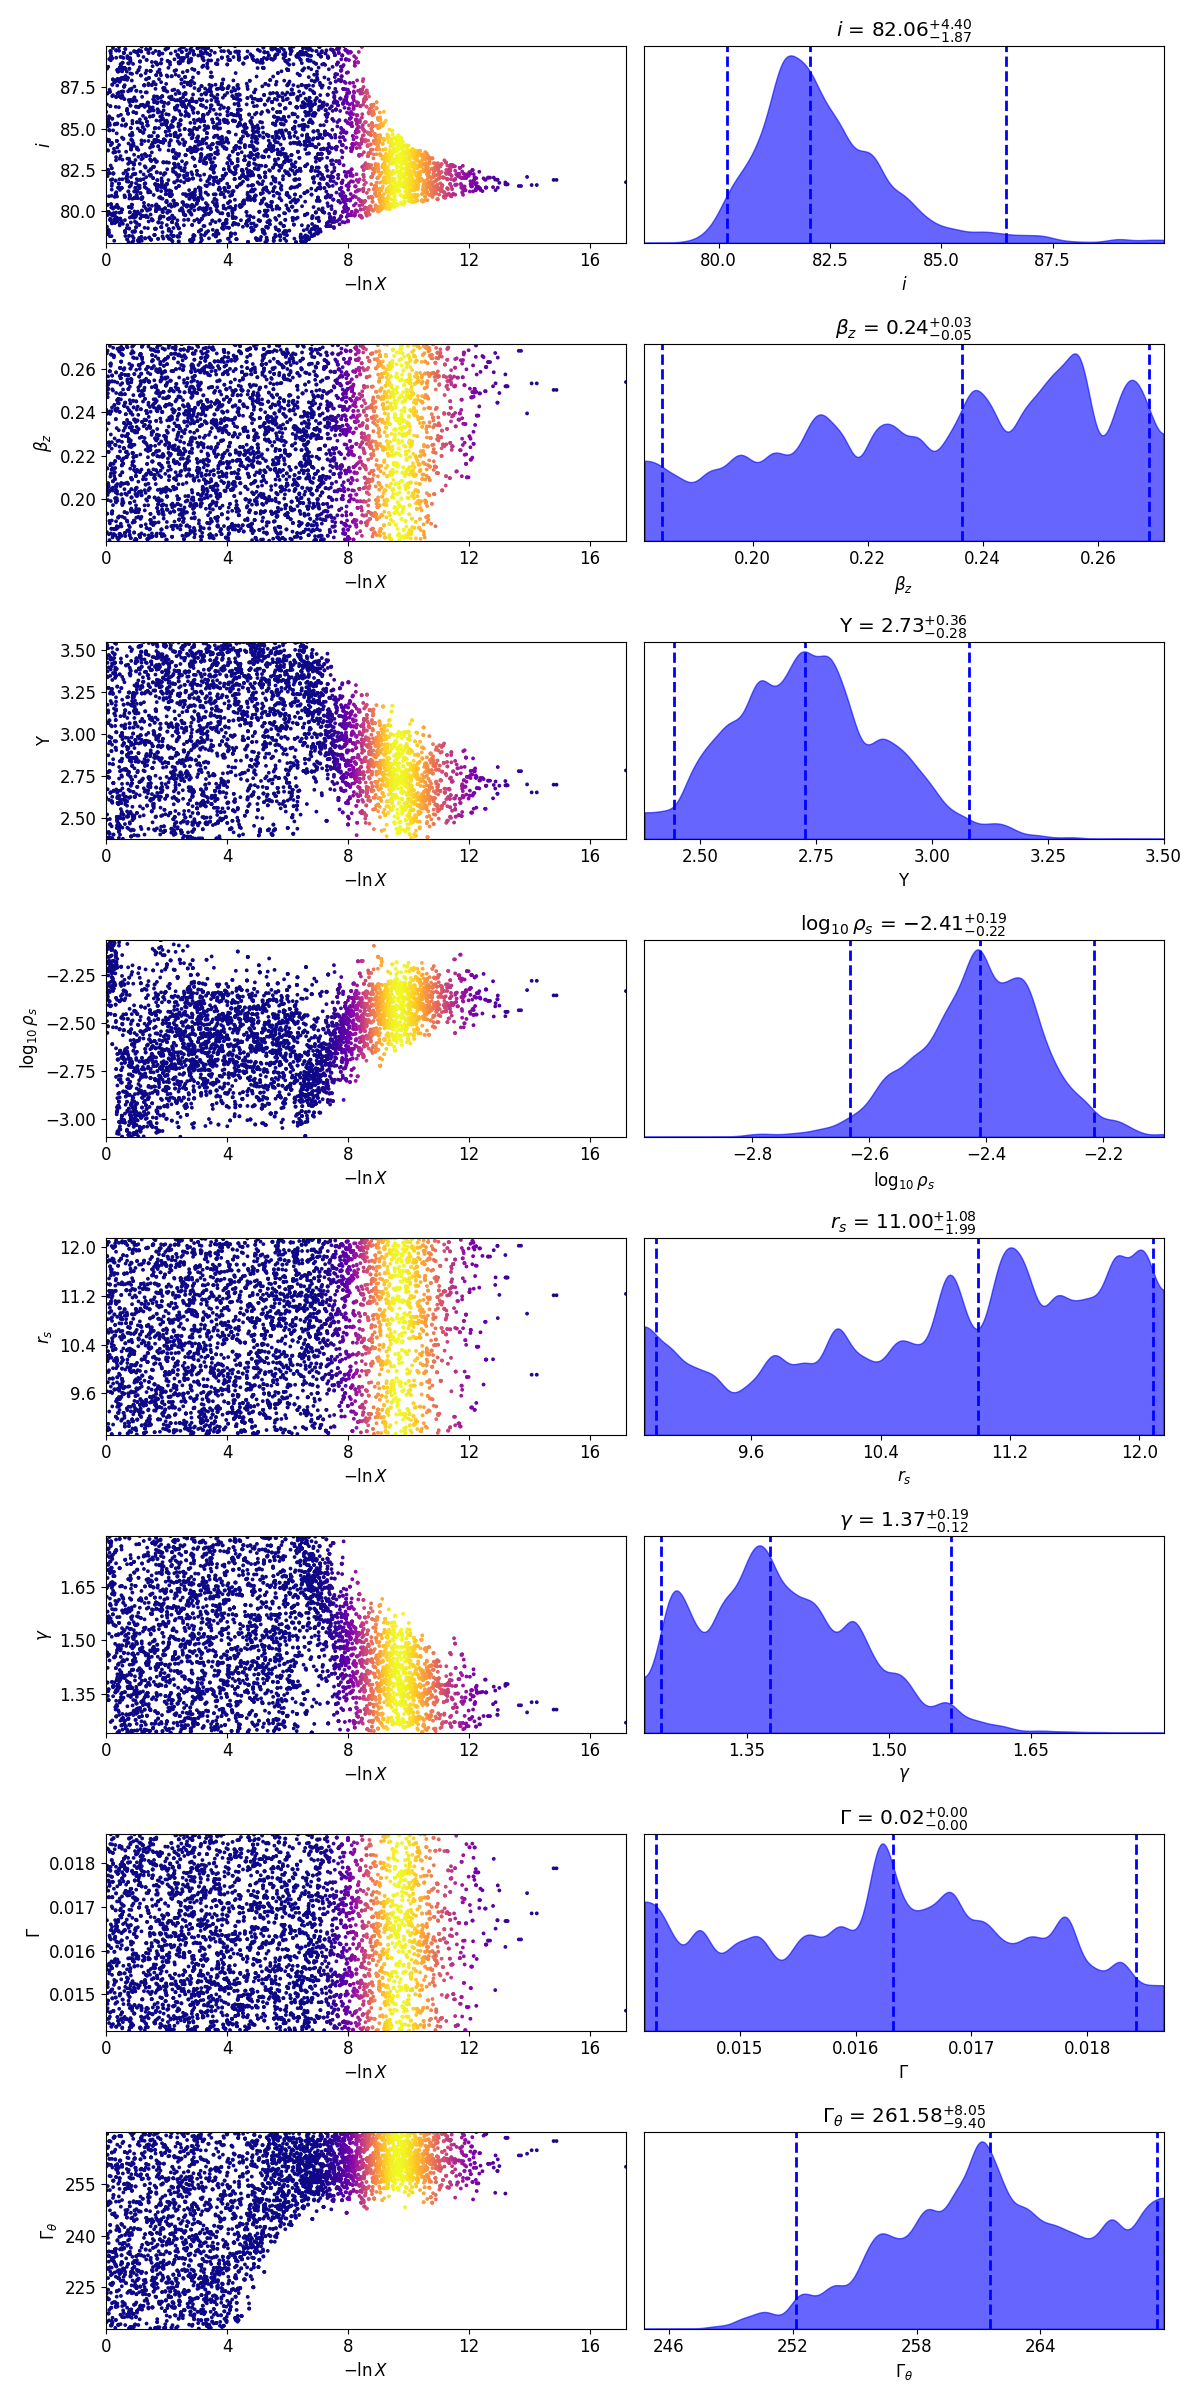 i = 82.06^{+4.40}_{-1.87}
87.5
85.0
82.5
80.0
i
0 4 8 12 16
−ln X
80.0 82.5 85.0 87.5
i
β_z = 0.24^{+0.03}_{-0.05}
0.26
0.24
0.22
0.20
β_z
0 4 8 12 16
−ln X
0.20 0.22 0.24 0.26
β_z
Y = 2.73^{+0.36}_{-0.28}
3.50
3.25
3.00
2.75
2.50
Y
0 4 8 12 16
−ln X
2.50 2.75 3.00 3.25 3.50
Y
log_{10} ρ_s = −2.41^{+0.19}_{-0.22}
−2.25
−2.50
−2.75
−3.00
log_{10} ρ_s
0 4 8 12 16
−ln X
−2.8 −2.6 −2.4 −2.2
log_{10} ρ_s
r_s = 11.00^{+1.08}_{-1.99}
12.0
11.2
10.4
9.6
r_s
0 4 8 12 16
−ln X
9.6 10.4 11.2 12.0
r_s
γ = 1.37^{+0.19}_{-0.12}
1.65
1.50
1.35
γ
0 4 8 12 16
−ln X
1.35 1.50 1.65
γ
Γ = 0.02^{+0.00}_{-0.00}
0.018
0.017
0.016
0.015
Γ
0 4 8 12 16
−ln X
0.015 0.016 0.017 0.018
Γ
Γ_θ = 261.58^{+8.05}_{-9.40}
255
240
225
Γ_θ
0 4 8 12 16
−ln X
246 252 258 264
Γ_θ